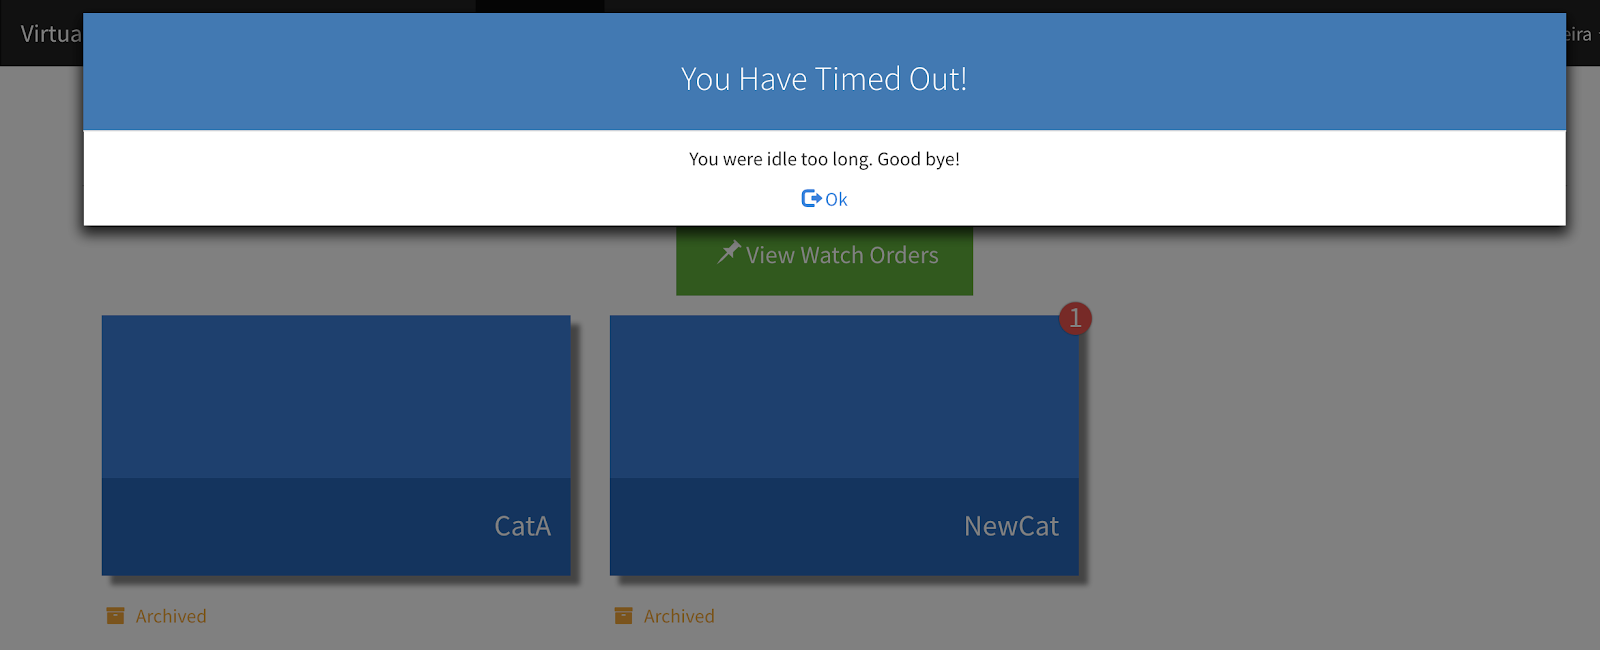 You Have Timed Out!
You were idle too long. Good bye!
Ok
View Watch Orders
1
CatA
NewCat
Archived
Archived